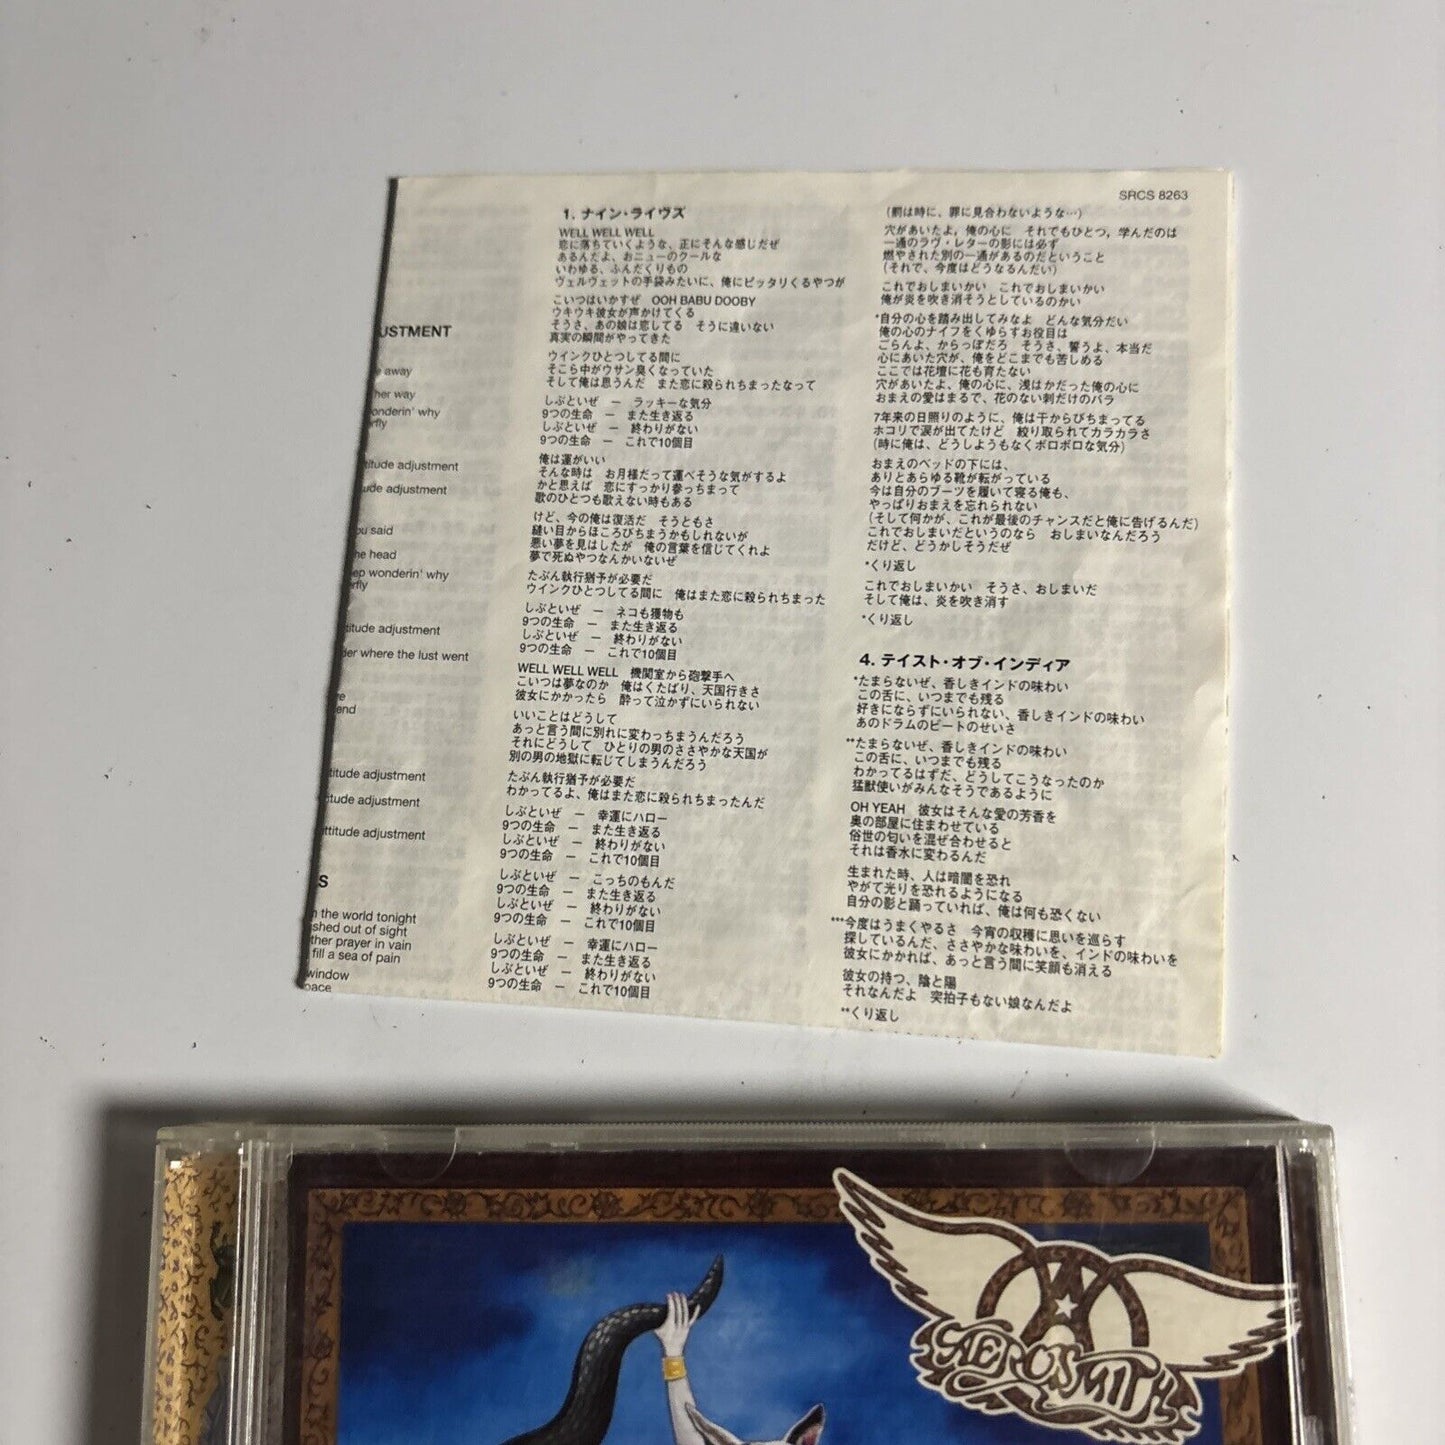 SRCS 8263
USTMENT
e away
her way
onderin' why
rfly
titude adjustment
ude adjustment
ou said
he head
ep wonderin' why
rfly
titude adjustment
der where the lust went
re
end
titude adjustment
ctude adjustment
ttitude adjustment
S
n the world tonight
shed out of sight
ther prayer in vain
fill a sea of pain
window
pace
1. ナイン・ライヴズ
WELL WELL WELL
恋に落ちていくような、正にそんな感じだぜ
あるんだよ、おニューのクールな
いわゆる、ふんだくりもの
ヴェルヴェットの手袋みたいに、俺にピッタリくるやつが
こいつはいかすぜ　OOH BABU DOOBY
ウキウキ彼女が声かけてくる
そうさ、あの娘は恋してる　そうに違いない
真実の瞬間がやってきた
ウインクひとつしてる間に
そこら中がウサン臭くなっていた
そして俺は思うんだ　また恋に殺られちまったなって
しぶといぜ　ー　ラッキーな気分
9つの生命　ー　また生き返る
しぶといぜ　ー　終わりがない
9つの生命　ー　これで10個目
俺は運がいい
そんな時は　お月様だって運べそうな気がするよ
かと思えば　恋にすっかり参っちまって
歌のひとつも歌えない時もある
けど、今の俺は復活だ　そうともさ
縫い目からほころびちまうかもしれないが
悪い夢を見はしたが　俺の言葉を信じてくれよ
夢で死ぬやつなんかいないぜ
たぶん執行猶予が必要だ
ウインクひとつしてる間に　俺はまた恋に殺られちまった
しぶといぜ　ー　ネコも獲物も
9つの生命　ー　また生き返る
しぶといぜ　ー　終わりがない
9つの生命　ー　これで10個目
WELL WELL WELL　機関室から砲撃手へ
こいつは夢なのか　俺はくたばり、天国行きさ
彼女にかかったら　酔って泣かずにいられない
いいことはどうして
あっと言う間に別れに変わっちまうんだろう
それにどうして　ひとりの男のささやかな天国が
別の男の地獄に転じてしまうんだろう
たぶん執行猶予が必要だ
わかってるよ、俺はまた恋に殺られちまったんだ
しぶといぜ　ー　幸運にハロー
9つの生命　ー　また生き返る
しぶといぜ　ー　終わりがない
9つの生命　ー　これで10個目
しぶといぜ　ー　こっちのもんだ
9つの生命　ー　また生き返る
しぶといぜ　ー　終わりがない
9つの生命　ー　これで10個目
しぶといぜ　ー　幸運にハロー
9つの生命　ー　また生き返る
しぶといぜ　ー　終わりがない
9つの生命　ー　これで10個目
(罰は時に、罪に見合わないような…)
穴があいたよ，俺の心に　それでもひとつ，学んだのは
一通のラヴ・レターの影には必ず
燃やされた別の一通があるのだということ
(それで、今度はどうなるんだい)
これでおしまいかい　これでおしまいかい
俺が炎を吹き消そうとしているのかい
*自分の心を踏み出してみなよ　どんな気分だい
俺の心のナイフをくゆらすお役目は
ごらんよ、からっぽだろ　そうさ、誓うよ、本当だ
心にあいた穴が、俺をどこまでも苦しめる
ここでは花壇に花も育たない
穴があいたよ、俺の心に、浅はかだった俺の心に
おまえの愛はまるで、花のない刺だけのバラ
7年来の日照りのように、俺は干からびちまってる
ホコリで涙が出てたけど　絞り取られてカラカラさ
(時に俺は、どうしようもなくボロボロな気分)
おまえのベッドの下には、
ありとあらゆる靴が転がっている
今は自分のブーツを履いて寝る俺も、
やっぱりおまえを忘れられない
(そして何かが、これが最後のチャンスだと俺に告げるんだ)
これでおしまいだというのなら　おしまいなんだろう
だけど、どうかしそうだぜ
*くり返し
これでおしまいかい　そうさ、おしまいだ
そして俺は、炎を吹き消す
*くり返し
4. テイスト・オブ・インディア
*たまらないぜ、香しきインドの味わい
この舌に、いつまでも残る
好きにならずにいられない、香しきインドの味わい
あのドラムのビートのせいさ
**たまらないぜ、香しきインドの味わい
この舌に、いつまでも残る
わかってるはずだ、どうしてこうなったのか
猛獣使いがみんなそうであるように
OH YEAH　彼女はそんな愛の芳香を
奥の部屋に住まわせている
俗世の匂いを混ぜ合わせると
それは香水に変わるんだ
生まれた時、人は暗闇を恐れ
やがて光りを恐れるようになる
自分の影と踊っていれば、俺は何も恐くない
***今度はうまくやるさ　今宵の収穫に思いを巡らす
探しているんだ、ささやかな味わいを、インドの味わいを
彼女にかかれば、あっと言う間に笑顔も消える
彼女の持つ、陰と陽
それなんだよ　突拍子もない娘なんだよ
**くり返し
AEROSMITH